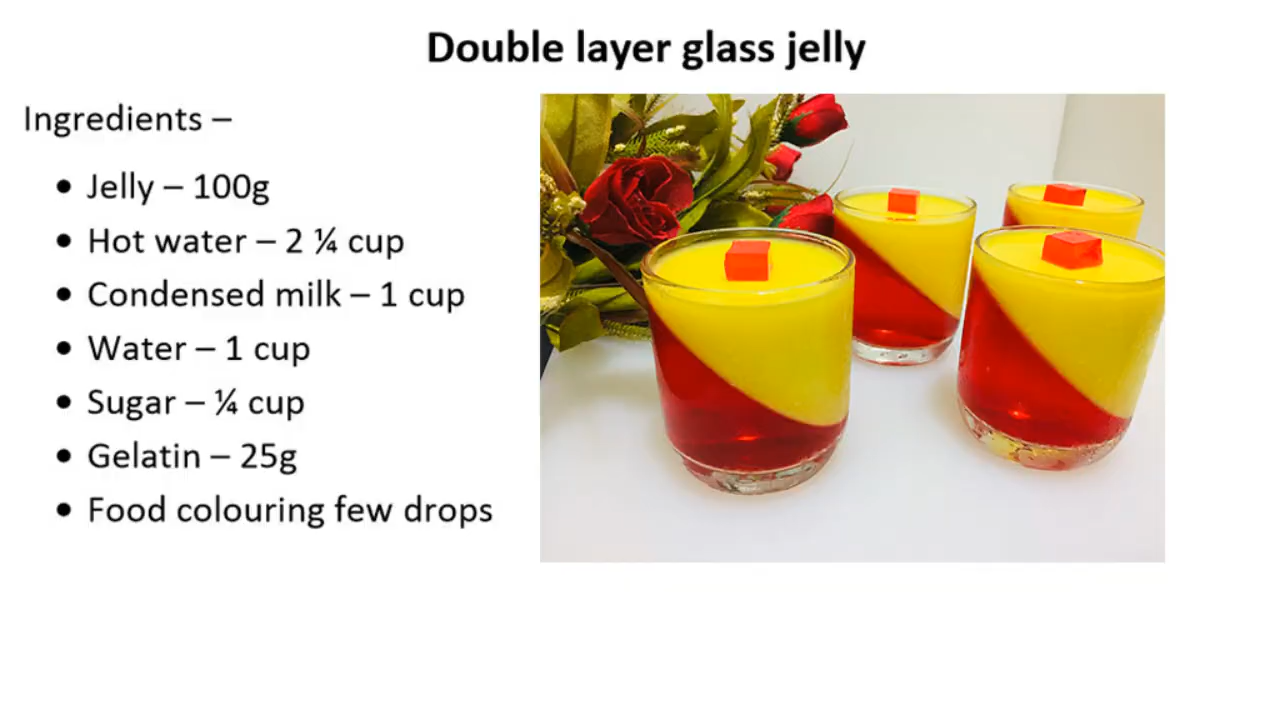 Double layer glass jelly
Ingredients –
• Jelly – 100g
• Hot water – 2 ¼ cup
• Condensed milk – 1 cup
• Water – 1 cup
• Sugar – ¼ cup
• Gelatin – 25g
• Food colouring few drops